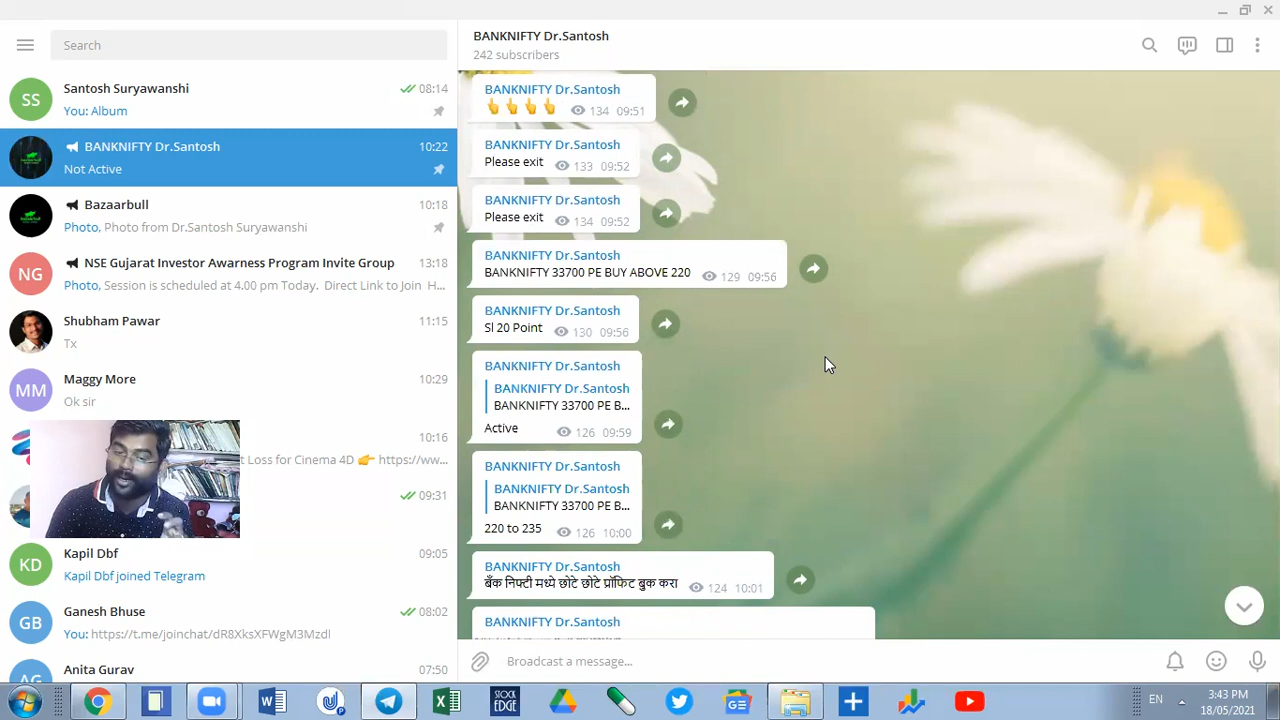 Search
SS
Santosh Suryawanshi
08:14
You: Album
BANKNIFTY Dr.Santosh
10:22
Not Active
Bazaarbull
10:18
Photo, Photo from Dr.Santosh Suryawanshi
NG
NSE Gujarat Investor Awarness Program Invite Group
13:18
Photo, Session is scheduled at 4.00 pm Today. Direct Link to Join H...
Shubham Pawar
11:15
Tx
MM
Maggy More
10:29
Ok sir
10:16
t Loss for Cinema 4D 👉 https://ww...
09:31
KD
Kapil Dbf
09:05
Kapil Dbf joined Telegram
GB
Ganesh Bhuse
08:02
You: https://t.me/joinchat/dR8XksXFWgM3MzdI
AG
Anita Gurav
07:50
BANKNIFTY Dr.Santosh
242 subscribers
BANKNIFTY Dr.Santosh
👆👆👆👆 134 09:51
BANKNIFTY Dr.Santosh
Please exit 133 09:52
BANKNIFTY Dr.Santosh
Please exit 134 09:52
BANKNIFTY Dr.Santosh
BANKNIFTY 33700 PE BUY ABOVE 220 129 09:56
BANKNIFTY Dr.Santosh
Sl 20 Point 130 09:56
BANKNIFTY Dr.Santosh
BANKNIFTY Dr.Santosh
BANKNIFTY 33700 PE B...
Active 126 09:59
BANKNIFTY Dr.Santosh
BANKNIFTY Dr.Santosh
BANKNIFTY 33700 PE B...
220 to 235 126 10:00
BANKNIFTY Dr.Santosh
बँक निफ्टी मध्ये छोटे छोटे प्रॉफिट बुक करा 124 10:01
BANKNIFTY Dr.Santosh
Broadcast a message...
STOCK
EDGE
EN
3:43 PM
18/05/2021